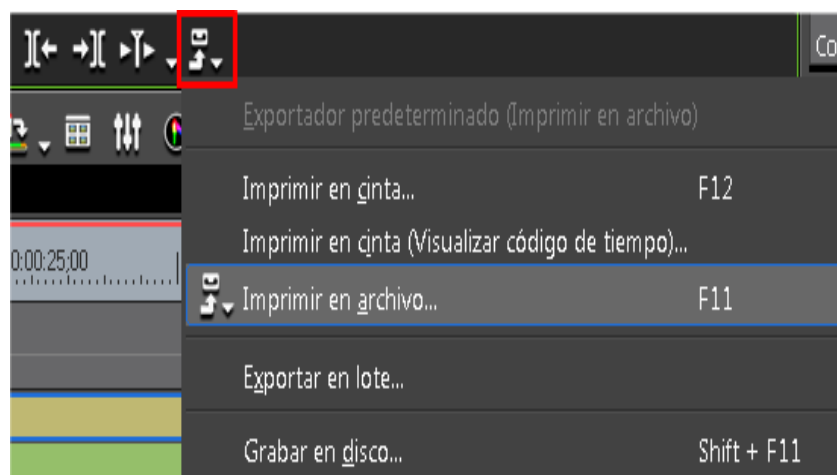 Co
Exportador predeterminado (Imprimir en archivo)
Imprimir en cinta... F12
Imprimir en cinta (Visualizar código de tiempo)...
0:00:25;00
Imprimir en archivo... F11
Exportar en lote...
Grabar en disco... Shift + F11